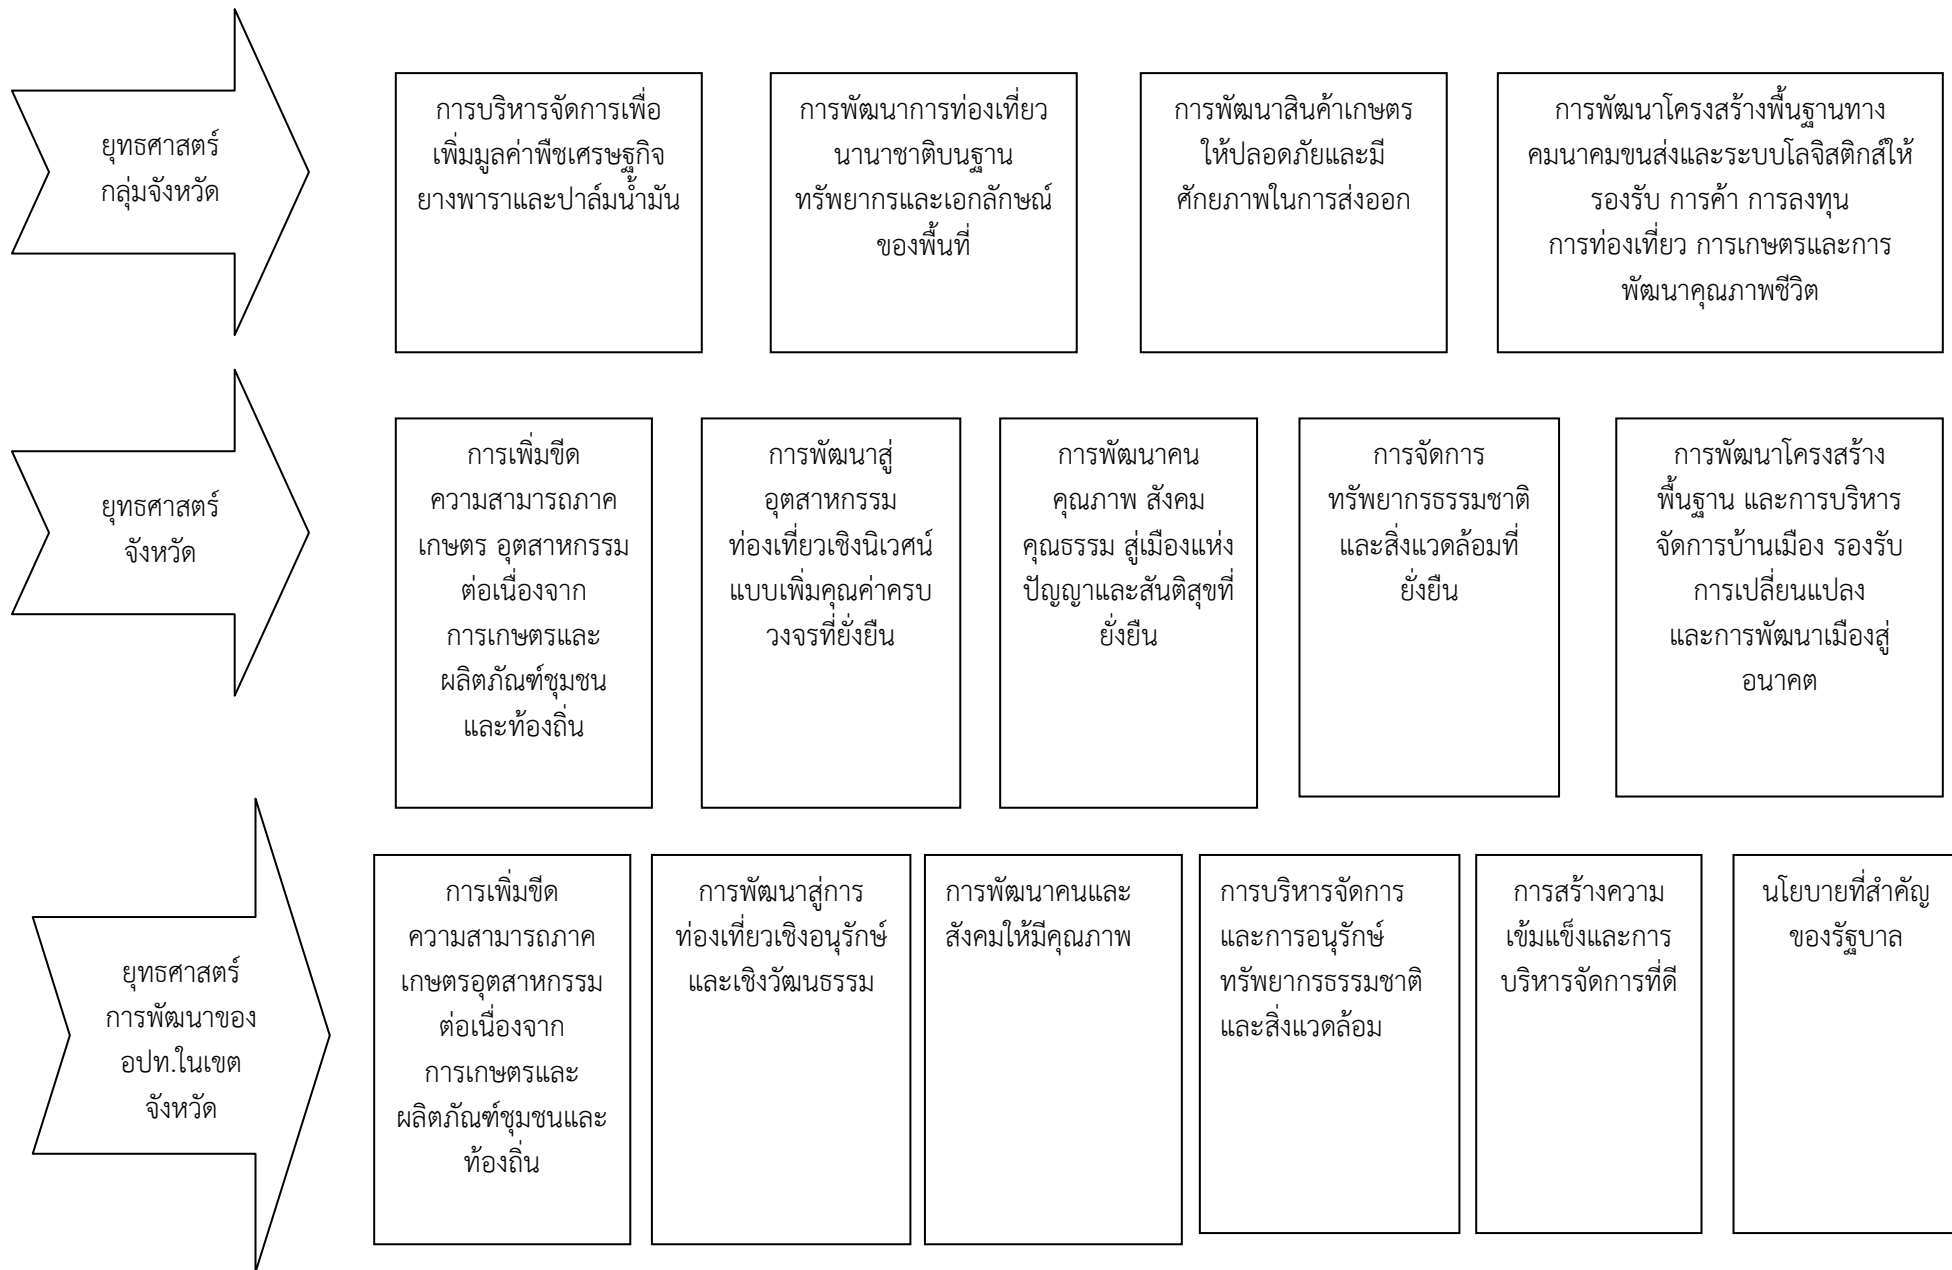 ยุทธศาสตร์
กลุ่มจังหวัด
การบริหารจัดการเพื่อ
เพิ่มมูลค่าพืชเศรษฐกิจ
ยางพาราและปาล์มน้ำมัน
การพัฒนาการท่องเที่ยว
นานาชาติบนฐาน
ทรัพยากรและเอกลักษณ์
ของพื้นที่
การพัฒนาสินค้าเกษตร
ให้ปลอดภัยและมี
ศักยภาพในการส่งออก
การพัฒนาโครงสร้างพื้นฐานทาง
คมนาคมขนส่งและระบบโลจิสติกส์ให้
รองรับ การค้า การลงทุน
การท่องเที่ยว การเกษตรและการ
พัฒนาคุณภาพชีวิต
ยุทธศาสตร์
จังหวัด
การเพิ่มขีด
ความสามารถภาค
เกษตร อุตสาหกรรม
ต่อเนื่องจาก
การเกษตรและ
ผลิตภัณฑ์ชุมชน
และท้องถิ่น
การพัฒนาสู่
อุตสาหกรรม
ท่องเที่ยวเชิงนิเวศน์
แบบเพิ่มคุณค่าครบ
วงจรที่ยั่งยืน
การพัฒนาคน
คุณภาพ สังคม
คุณธรรม สู่เมืองแห่ง
ปัญญาและสันติสุขที่
ยั่งยืน
การจัดการ
ทรัพยากรธรรมชาติ
และสิ่งแวดล้อมที่
ยั่งยืน
การพัฒนาโครงสร้าง
พื้นฐาน และการบริหาร
จัดการบ้านเมือง รองรับ
การเปลี่ยนแปลง
และการพัฒนาเมืองสู่
อนาคต
ยุทธศาสตร์
การพัฒนาของ
อปท.ในเขต
จังหวัด
การเพิ่มขีด
ความสามารถภาค
เกษตรอุตสาหกรรม
ต่อเนื่องจาก
การเกษตรและ
ผลิตภัณฑ์ชุมชนและ
ท้องถิ่น
การพัฒนาสู่การ
ท่องเที่ยวเชิงอนุรักษ์
และเชิงวัฒนธรรม
การพัฒนาคนและ
สังคมให้มีคุณภาพ
การบริหารจัดการ
และการอนุรักษ์
ทรัพยากรธรรมชาติ
และสิ่งแวดล้อม
การสร้างความ
เข้มแข็งและการ
บริหารจัดการที่ดี
นโยบายที่สำคัญ
ของรัฐบาล